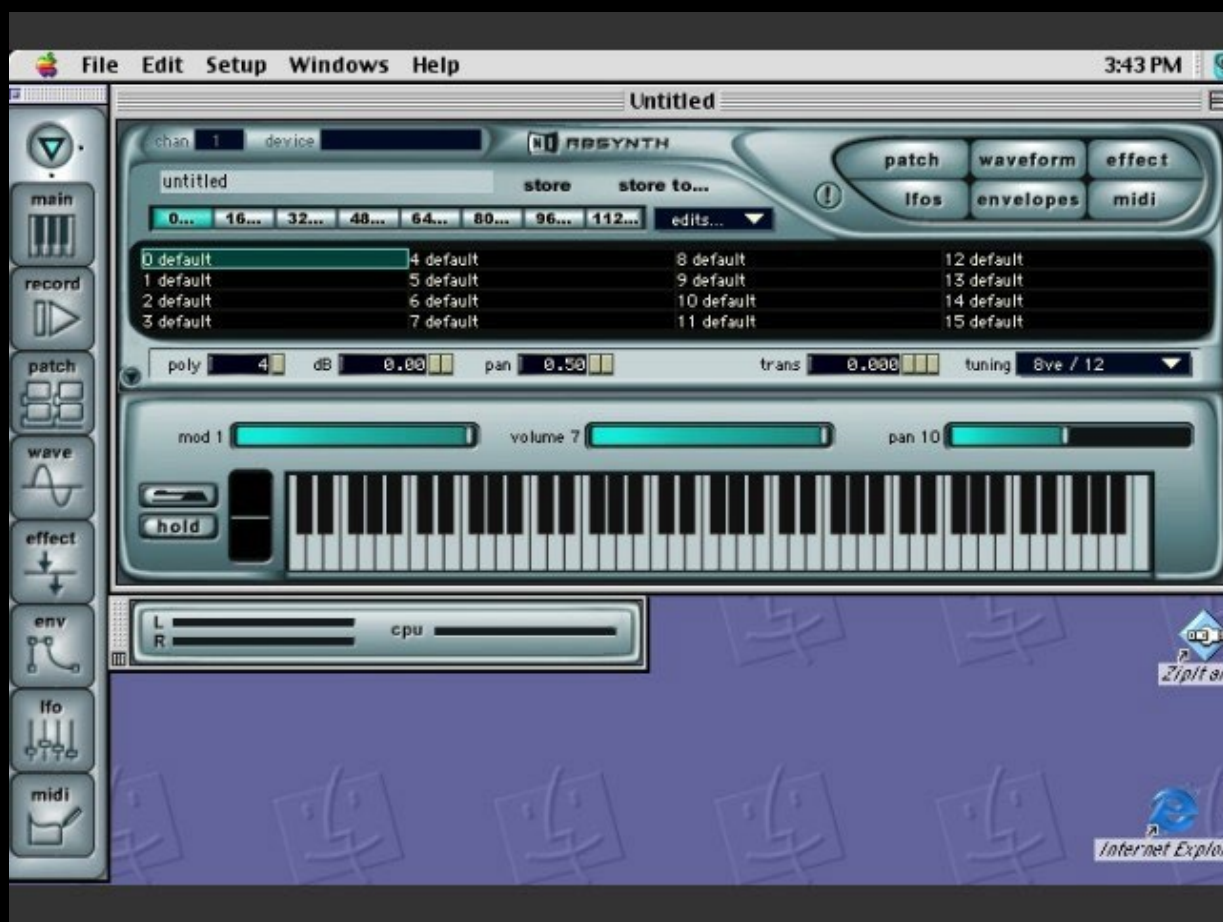 File Edit Setup Windows Help 3:43 PM
Untitled
chan 1 device NI ABSYNTH
patch waveform effect
untitled store store to...
lfos envelopes midi
0... 16... 32... 48... 64... 80... 96... 112... edits...
0 default 4 default 8 default 12 default
1 default 5 default 9 default 13 default
2 default 6 default 10 default 14 default
3 default 7 default 11 default 15 default
poly 4 dB 0.00 pan 0.50 trans 0.000 tuning 8ve / 12
mod 1 volume 7 pan 10
hold
main
record
patch
wave
effect
env
lfo
midi
L
R
cpu
ZipIt
Internet Explo